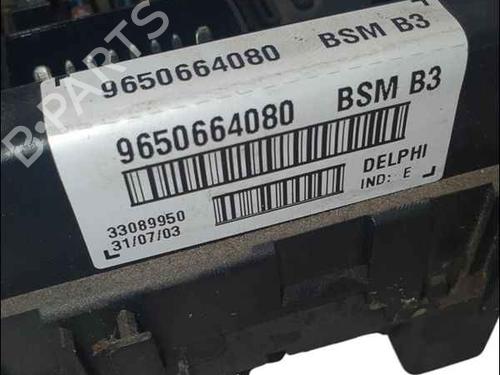 B-PARTS
9650664080 BSM B3
9650664080 BSM B3
DELPHI
33089950 IND: E
31/07/03